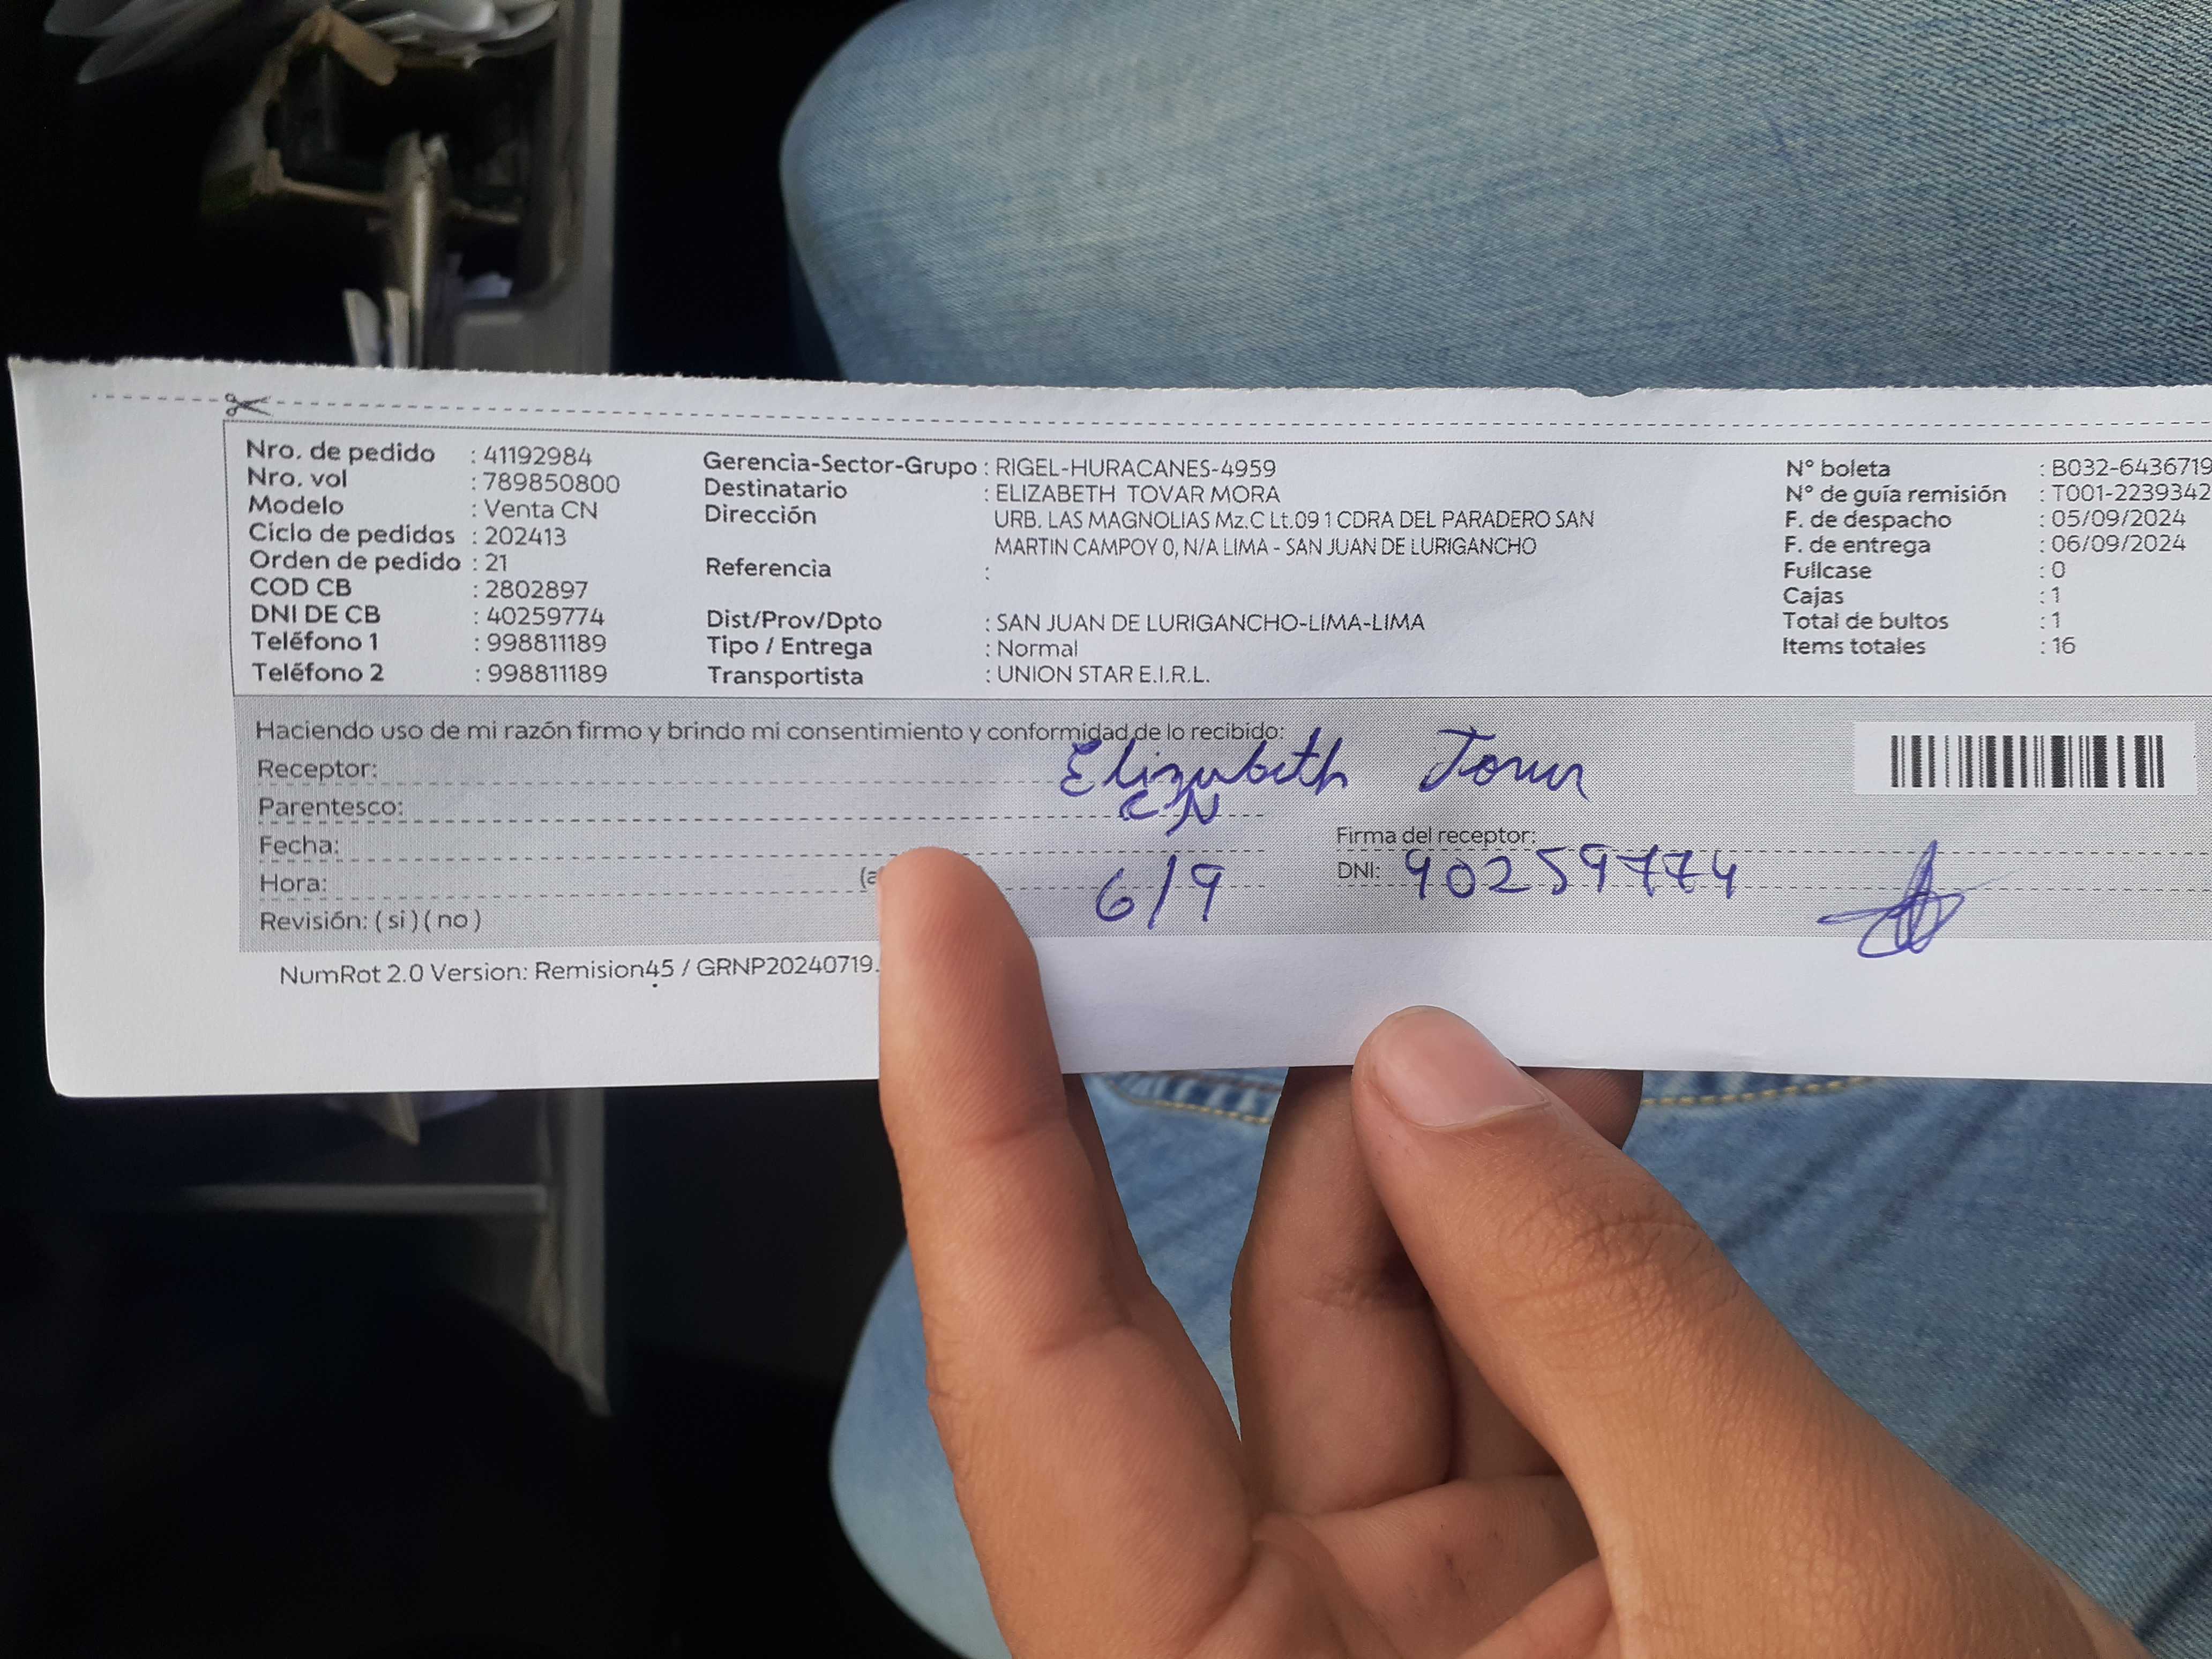 Nro. de pedido : 41192984
Nro. vol : 789850800
Modelo : Venta CN
Ciclo de pedidos : 202413
Orden de pedido : 21
COD CB : 2802897
DNI DE CB : 40259774
Teléfono 1 : 998811189
Teléfono 2 : 998811189
Gerencia-Sector-Grupo : RIGEL-HURACANES-4959
Destinatario : ELIZABETH TOVAR MORA
Dirección URB. LAS MAGNOLIAS Mz.C Lt.09 1 CDRA DEL PARADERO SAN
MARTIN CAMPOY 0, N/A LIMA - SAN JUAN DE LURIGANCHO
Referencia :
Dist/Prov/Dpto : SAN JUAN DE LURIGANCHO-LIMA-LIMA
Tipo / Entrega : Normal
Transportista : UNION STAR E.I.R.L.
N° boleta : B032-6436719
N° de guía remisión : T001-2239342
F. de despacho : 05/09/2024
F. de entrega : 06/09/2024
Fullcase : 0
Cajas : 1
Total de bultos : 1
Items totales : 16
Haciendo uso de mi razón firmo y brindo mi consentimiento y conformidad de lo recibido:
Receptor: Elizabeth Tovar
Parentesco: CN
Fecha:
Hora: (a 6/9
Revisión: ( si ) ( no )
Firma del receptor:
DNI: 90259774
NumRot 2.0 Version: Remision45 / GRNP20240719.